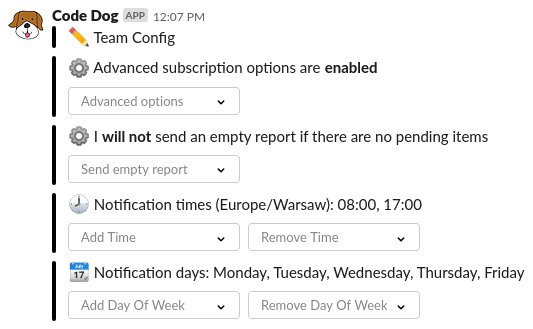 Code Dog APP 12:07 PM
Team Config
Advanced subscription options are enabled
Advanced options
I will not send an empty report if there are no pending items
Send empty report
Notification times (Europe/Warsaw): 08:00, 17:00
Add Time Remove Time
JULY
17
Notification days: Monday, Tuesday, Wednesday, Thursday, Friday
Add Day Of Week Remove Day Of Week